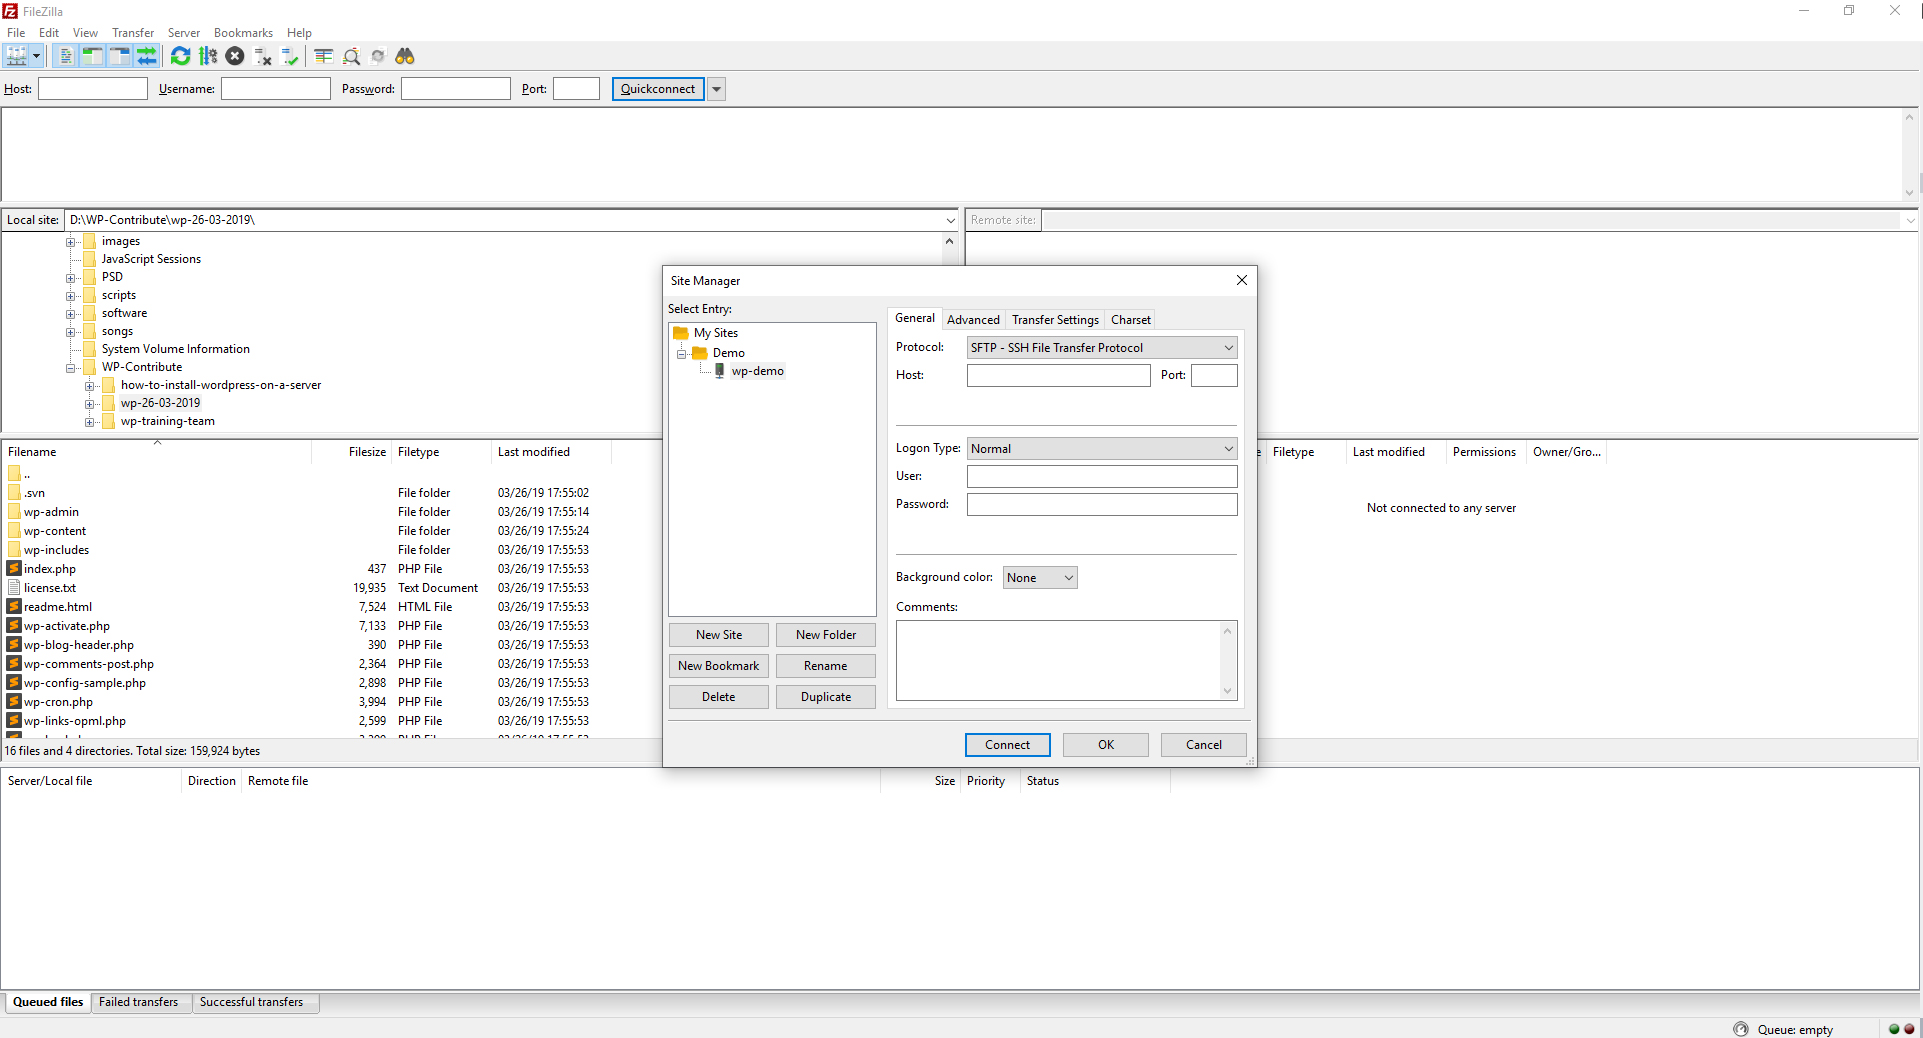 FileZilla
File Edit View Transfer Server Bookmarks Help
Host: Username: Password: Port: Quickconnect
Local site: D:\WP-Contribute\wp-26-03-2019\
Remote site:
images
JavaScript Sessions
PSD
scripts
software
songs
System Volume Information
WP-Contribute
how-to-install-wordpress-on-a-server
wp-26-03-2019
wp-training-team
Filename Filesize Filetype Last modified
..
.svn File folder 03/26/19 17:55:02
wp-admin File folder 03/26/19 17:55:14
wp-content File folder 03/26/19 17:55:24
wp-includes File folder 03/26/19 17:55:53
index.php 437 PHP File 03/26/19 17:55:53
license.txt 19,935 Text Document 03/26/19 17:55:53
readme.html 7,524 HTML File 03/26/19 17:55:53
wp-activate.php 7,133 PHP File 03/26/19 17:55:53
wp-blog-header.php 390 PHP File 03/26/19 17:55:53
wp-comments-post.php 2,364 PHP File 03/26/19 17:55:53
wp-config-sample.php 2,898 PHP File 03/26/19 17:55:53
wp-cron.php 3,994 PHP File 03/26/19 17:55:53
wp-links-opml.php 2,599 PHP File 03/26/19 17:55:53
16 files and 4 directories. Total size: 159,924 bytes
Site Manager
Select Entry:
My Sites
Demo
wp-demo
New Site New Folder
New Bookmark Rename
Delete Duplicate
General Advanced Transfer Settings Charset
Protocol: SFTP - SSH File Transfer Protocol
Host: Port:
Logon Type: Normal
User:
Password:
Background color: None
Comments:
Connect OK Cancel
Filetype Last modified Permissions Owner/Gro...
Not connected to any server
Server/Local file Direction Remote file Size Priority Status
Queued files Failed transfers Successful transfers
Queue: empty